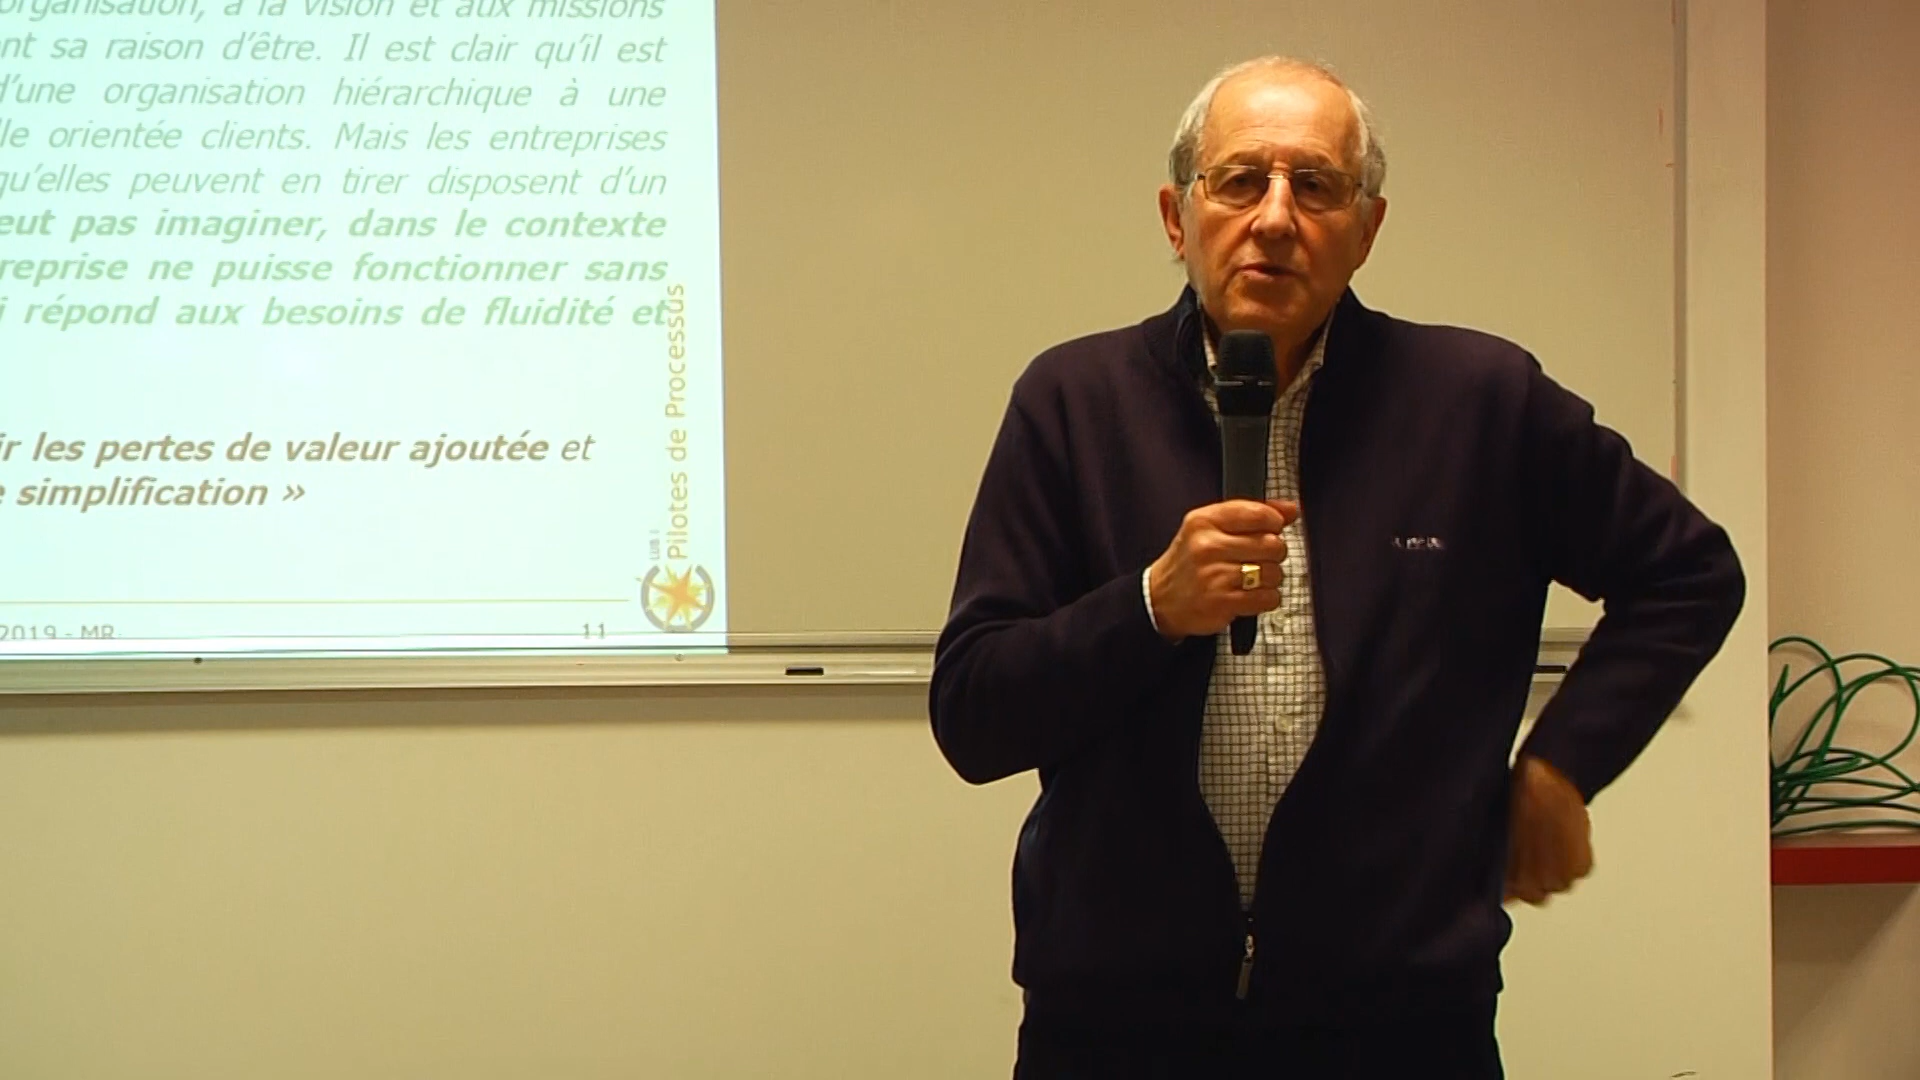 organisation, à la vision et aux missions
nt sa raison d'être. Il est clair qu'il est
d'une organisation hiérarchique à une
lle orientée clients. Mais les entreprises
qu'elles peuvent en tirer disposent d'un
eut pas imaginer, dans le contexte
reprise ne puisse fonctionner sans
i répond aux besoins de fluidité et
ir les pertes de valeur ajoutée et
e simplification »
Pilotes de Processus
2019 - MR
11